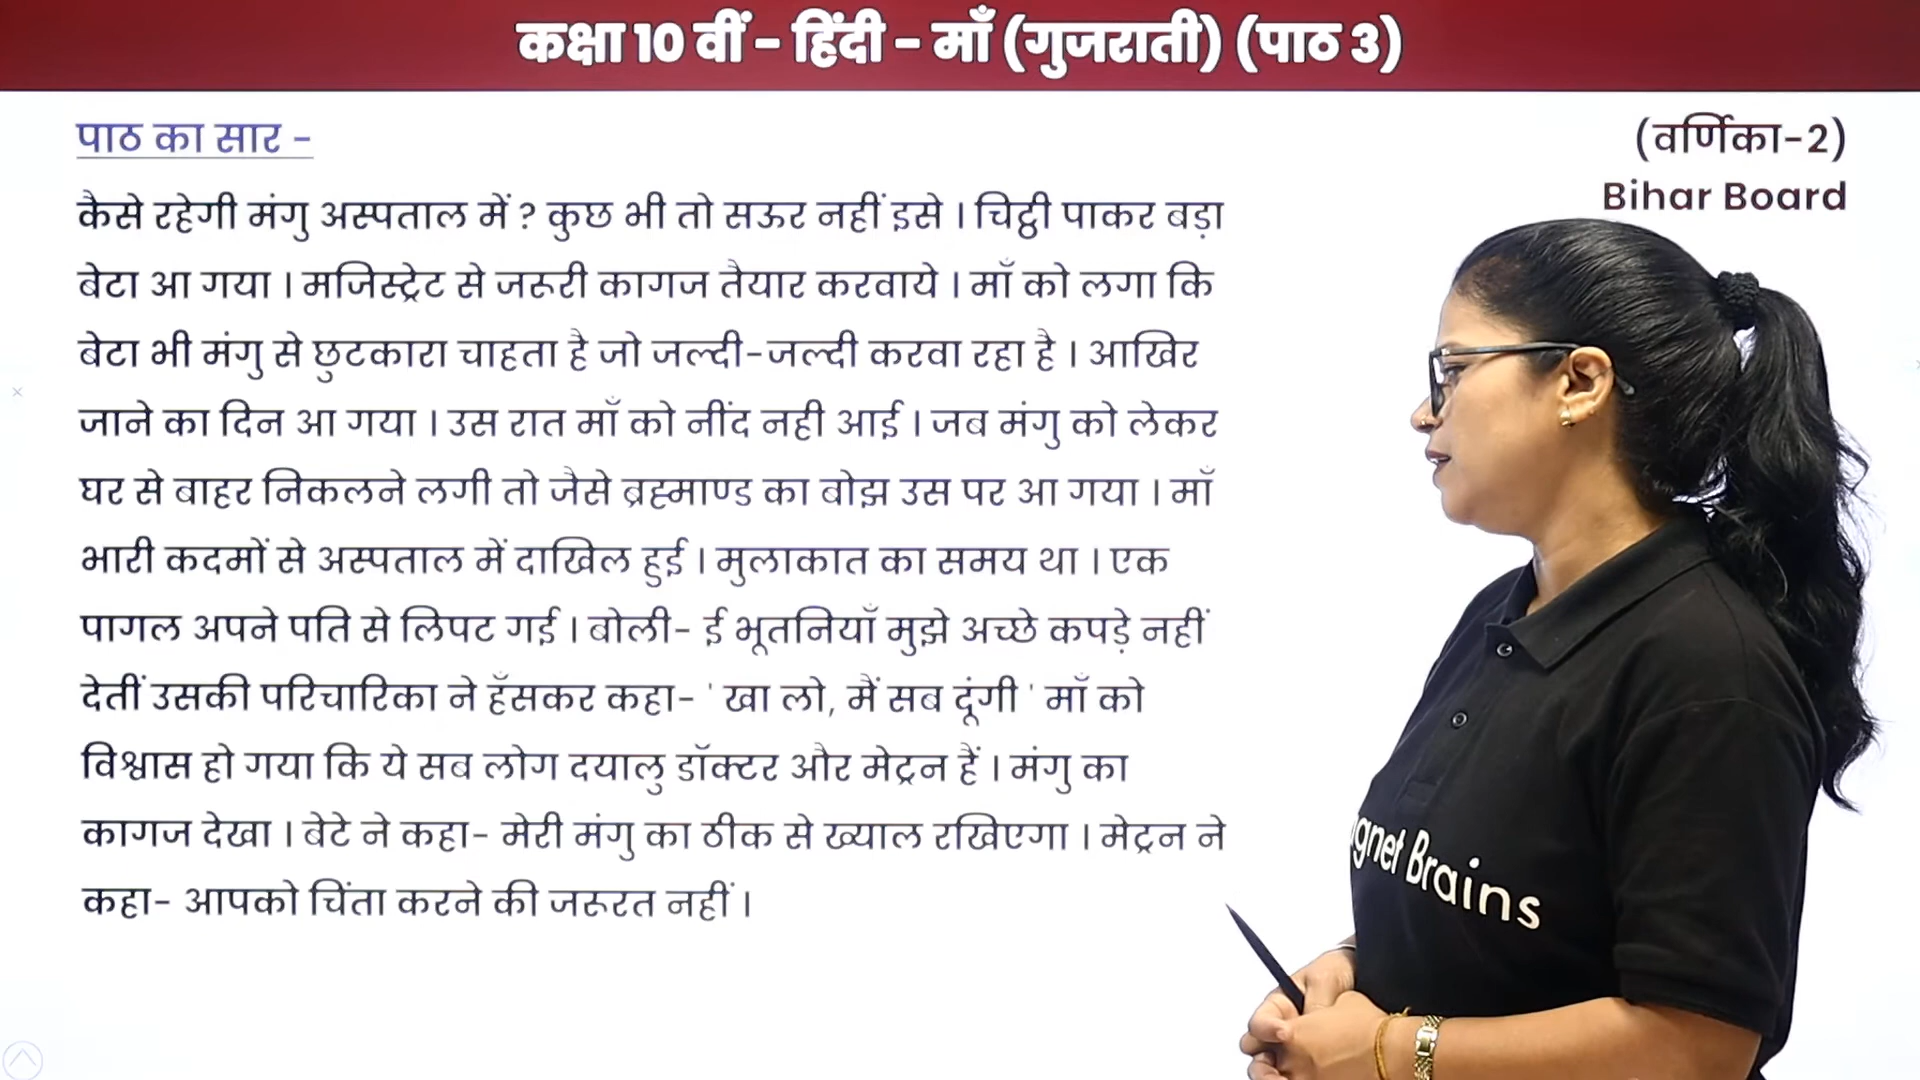 कक्षा 10 वीं - हिंदी - माँ (गुजराती) (पाठ 3)
पाठ का सार -
(वर्णिका-2)
Bihar Board
कैसे रहेगी मंगु अस्पताल में ? कुछ भी तो सऊर नहीं इसे । चिट्ठी पाकर बड़ा
बेटा आ गया । मजिस्ट्रेट से जरूरी कागज तैयार करवाये । माँ को लगा कि
बेटा भी मंगु से छुटकारा चाहता है जो जल्दी-जल्दी करवा रहा है । आखिर
जाने का दिन आ गया । उस रात माँ को नींद नही आई । जब मंगु को लेकर
घर से बाहर निकलने लगी तो जैसे ब्रह्माण्ड का बोझ उस पर आ गया । माँ
भारी कदमों से अस्पताल में दाखिल हुई । मुलाकात का समय था । एक
पागल अपने पति से लिपट गई । बोली- ई भूतनियाँ मुझे अच्छे कपड़े नहीं
देतीं उसकी परिचारिका ने हँसकर कहा- ' खा लो, मैं सब दूंगी ' माँ को
विश्वास हो गया कि ये सब लोग दयालु डॉक्टर और मेट्रन हैं । मंगु का
कागज देखा । बेटे ने कहा- मेरी मंगु का ठीक से ख्याल रखिएगा । मेट्रन ने
कहा- आपको चिंता करने की जरूरत नहीं ।
gnet Brains